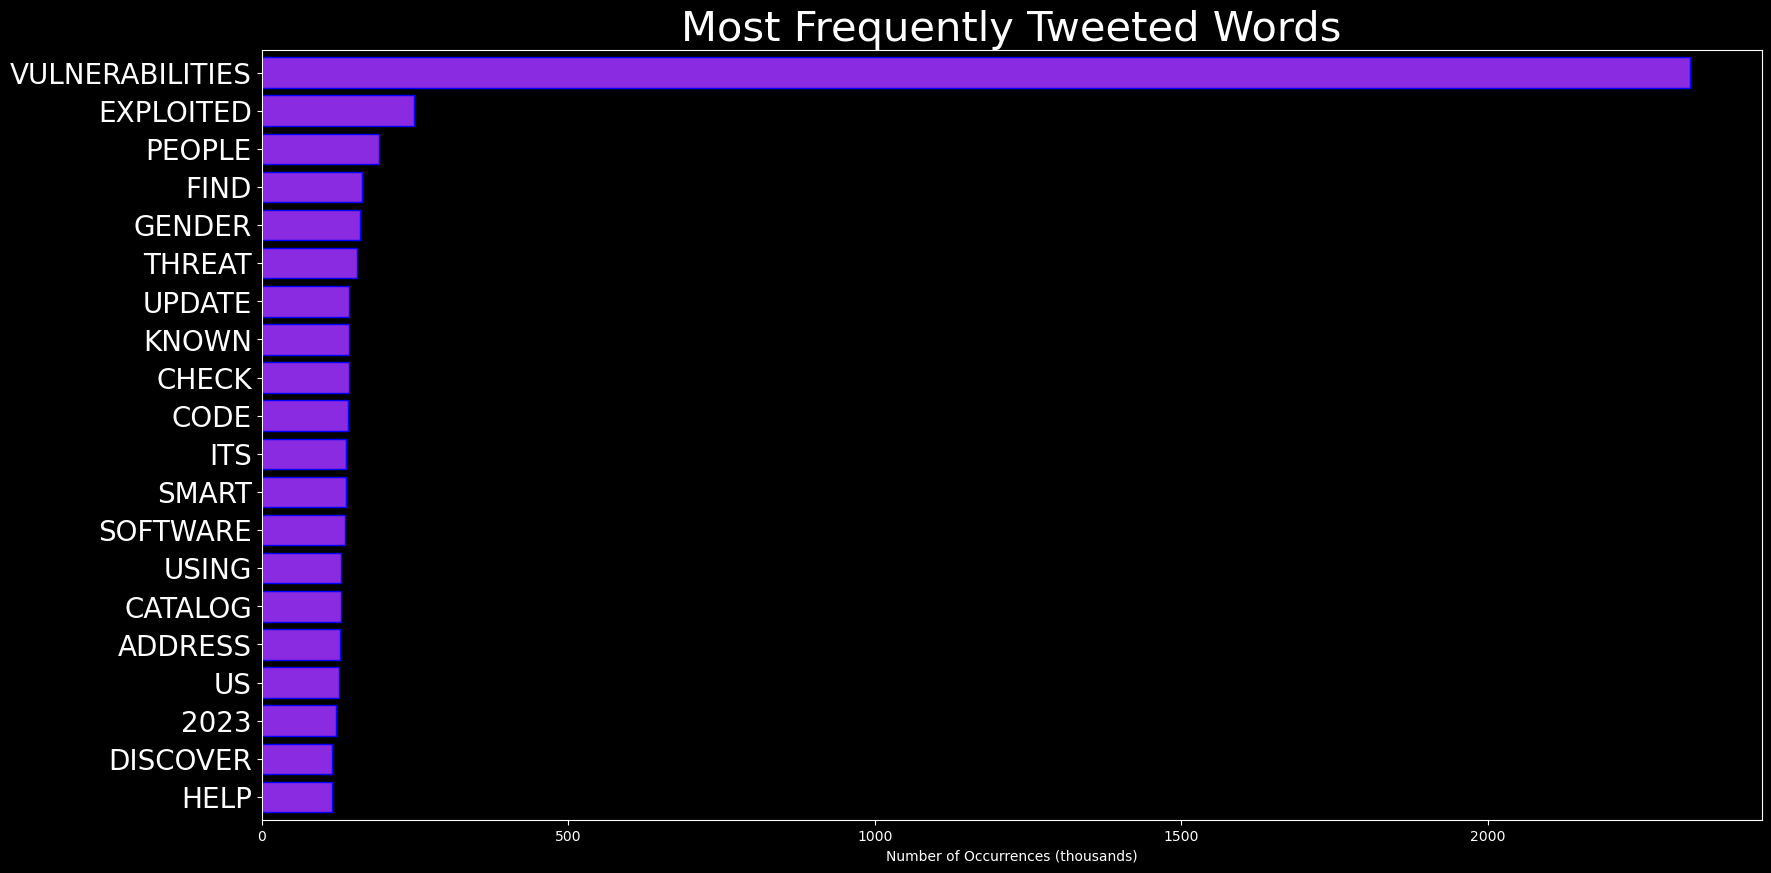 Most Frequently Tweeted Words
VULNERABILITIES
EXPLOITED
PEOPLE
FIND
GENDER
THREAT
UPDATE
KNOWN
CHECK
CODE
ITS
SMART
SOFTWARE
USING
CATALOG
ADDRESS
US
2023
DISCOVER
HELP
0 500 1000 1500 2000
Number of Occurrences (thousands)